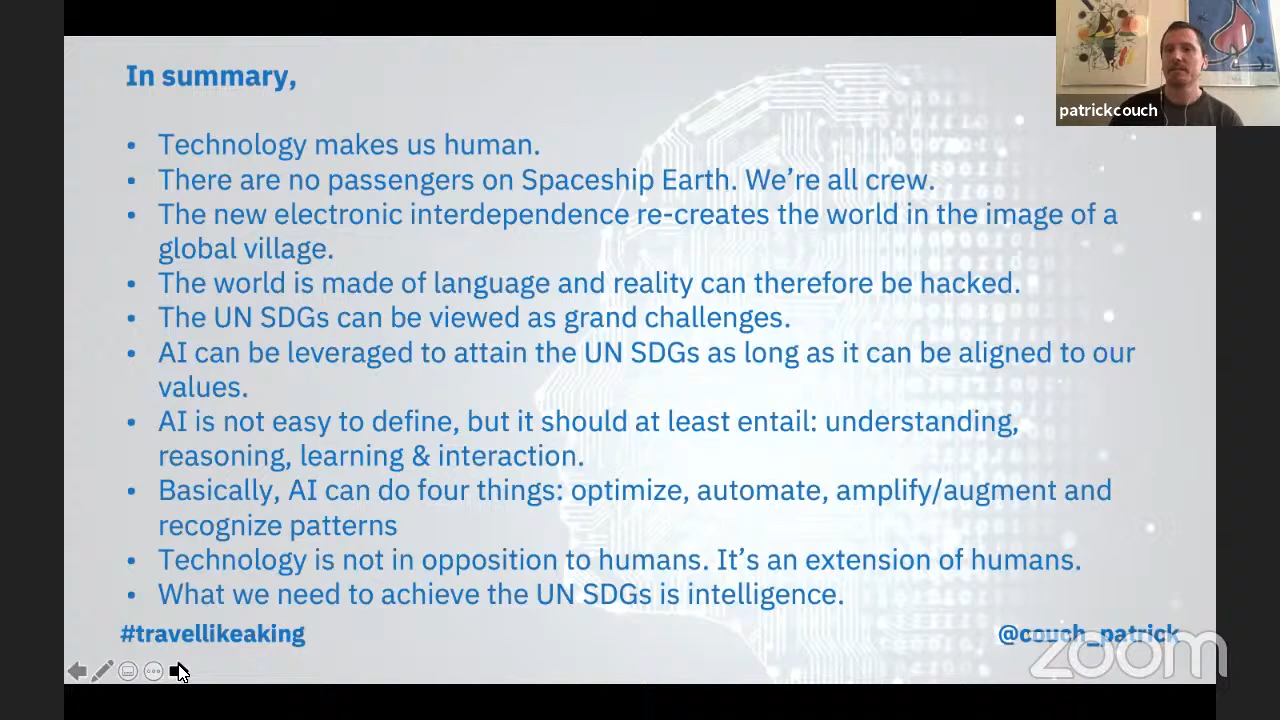 In summary,
patrickcouch
• Technology makes us human.
• There are no passengers on Spaceship Earth. We’re all crew.
• The new electronic interdependence re-creates the world in the image of a
global village.
• The world is made of language and reality can therefore be hacked.
• The UN SDGs can be viewed as grand challenges.
• AI can be leveraged to attain the UN SDGs as long as it can be aligned to our
values.
• AI is not easy to define, but it should at least entail: understanding,
reasoning, learning & interaction.
• Basically, AI can do four things: optimize, automate, amplify/augment and
recognize patterns
• Technology is not in opposition to humans. It’s an extension of humans.
• What we need to achieve the UN SDGs is intelligence.
#travellikeaking
@couch_patrick
zoom